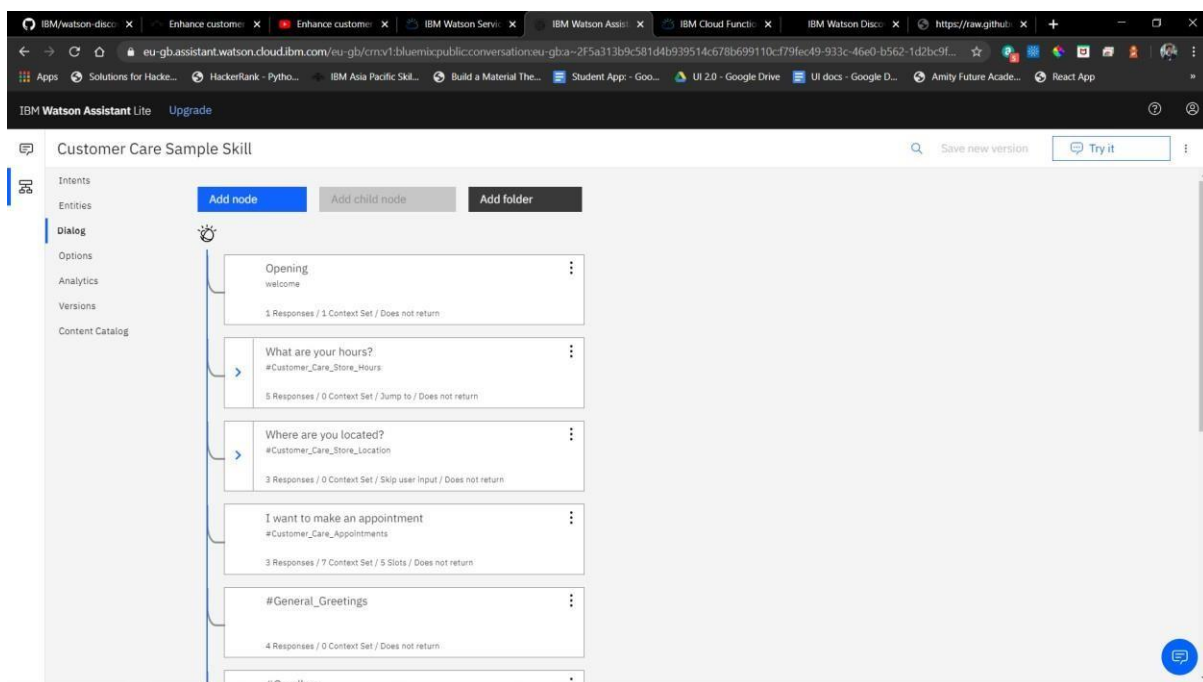 IBM/watson-disco
Enhance customer
Enhance customer
IBM Watson Servic
IBM Watson Assist
IBM Cloud Functio
IBM Watson Disco
https://raw.githubu
eu-gb.assistant.watson.cloud.ibm.com/eu-gb/crn:v1:bluemix:public:conversation:eu-gb:a~2F5a313b9c581d4b939514c678b699110c:f79fec49-933c-46e0-b562-1d2bc9f...
Apps
Solutions for Hacke...
HackerRank - Pytho...
IBM Asia Pacific Skil...
Build a Material The...
Student App: - Goo...
UI 2.0 - Google Drive
UI docs - Google D...
Amity Future Acade...
React App
IBM Watson Assistant Lite Upgrade
Customer Care Sample Skill
Save new version
Try it
Intents
Entities
Dialog
Options
Analytics
Versions
Content Catalog
Add node
Add child node
Add folder
Opening
welcome
1 Responses / 1 Context Set / Does not return
What are your hours?
#Customer_Care_Store_Hours
5 Responses / 0 Context Set / Jump to / Does not return
Where are you located?
#Customer_Care_Store_Location
3 Responses / 0 Context Set / Skip user input / Does not return
I want to make an appointment
#Customer_Care_Appointments
3 Responses / 7 Context Set / 5 Slots / Does not return
#General_Greetings
4 Responses / 0 Context Set / Does not return